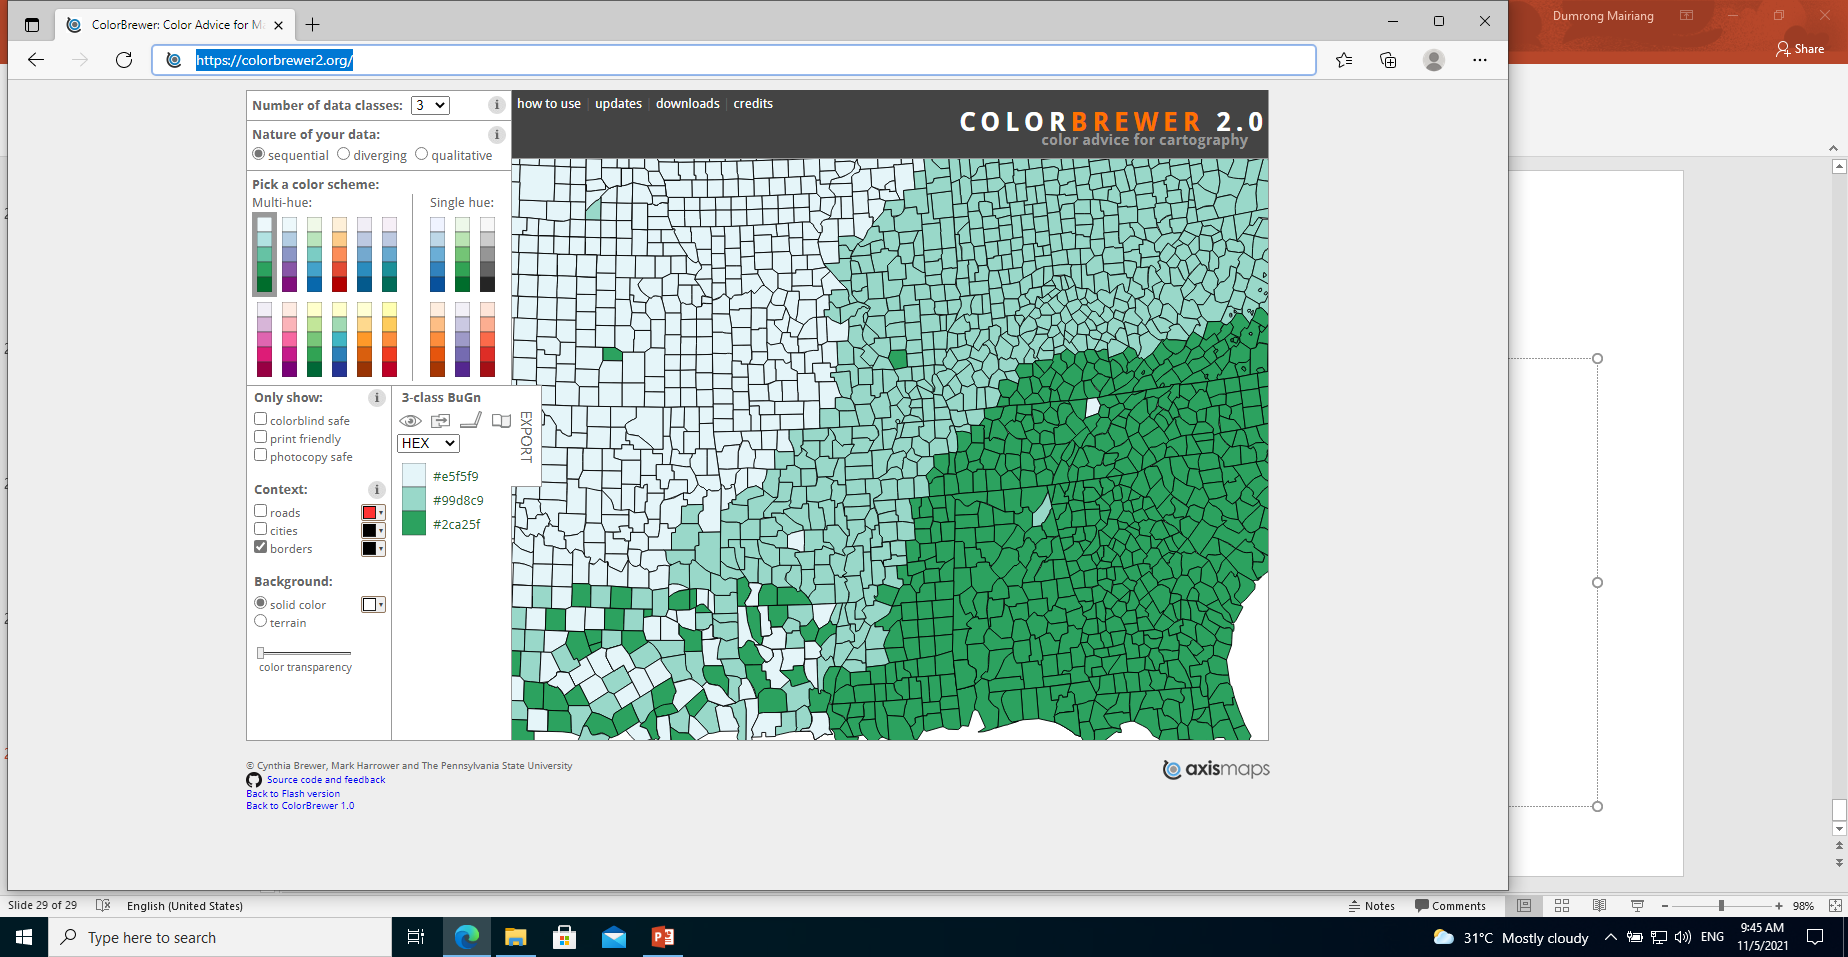 ColorBrewer: Color Advice for M
Dumrong Mairiang
Share
https://colorbrewer2.org/
Number of data classes: 3
Nature of your data:
sequential diverging qualitative
Pick a color scheme:
Multi-hue: Single hue:
how to use updates downloads credits
COLORBREWER 2.0
color advice for cartography
Only show:
colorblind safe
print friendly
photocopy safe
Context:
roads
cities
borders
Background:
solid color
terrain
color transparency
3-class BuGn
EXPORT
HEX
#e5f5f9
#99d8c9
#2ca25f
© Cynthia Brewer, Mark Harrower and The Pennsylvania State University
Source code and feedback
Back to Flash version
Back to ColorBrewer 1.0
axismaps
Slide 29 of 29 English (United States) Notes Comments 98%
Type here to search
31°C Mostly cloudy ENG
9:45 AM
11/5/2021